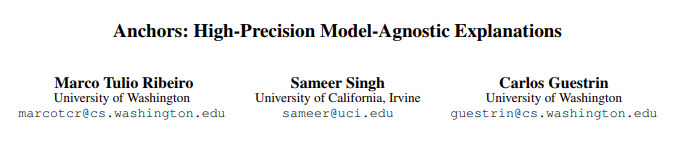 Anchors: High-Precision Model-Agnostic Explanations
Marco Tulio Ribeiro Sameer Singh Carlos Guestrin
University of Washington University of California, Irvine University of Washington
marcotcr@cs.washington.edu sameer@uci.edu guestrin@cs.washington.edu